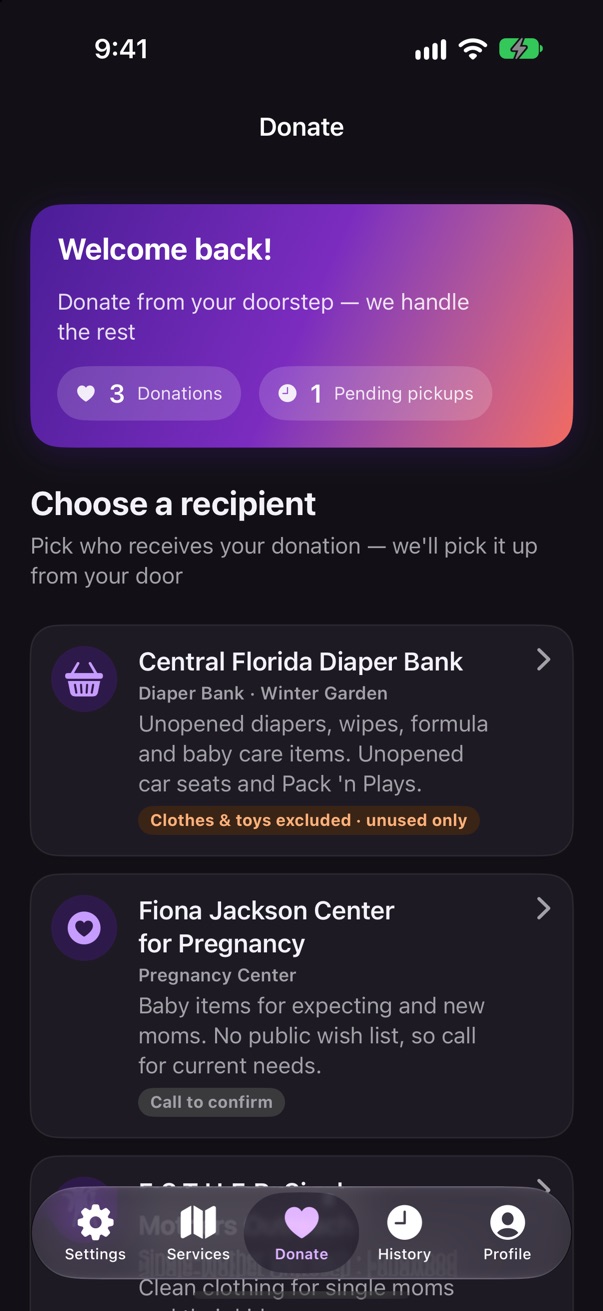 9:41
Donate
Welcome back!
Donate from your doorstep — we handle
the rest
3 Donations
1 Pending pickups
Choose a recipient
Pick who receives your donation — we'll pick it up
from your door
Central Florida Diaper Bank
Diaper Bank · Winter Garden
Unopened diapers, wipes, formula
and baby care items. Unopened
car seats and Pack 'n Plays.
Clothes & toys excluded · unused only
Fiona Jackson Center
for Pregnancy
Pregnancy Center
Baby items for expecting and new
moms. No public wish list, so call
for current needs.
Call to confirm
Mothers
Settings
Services
Donate
History
Profile
Clean clothing for single moms